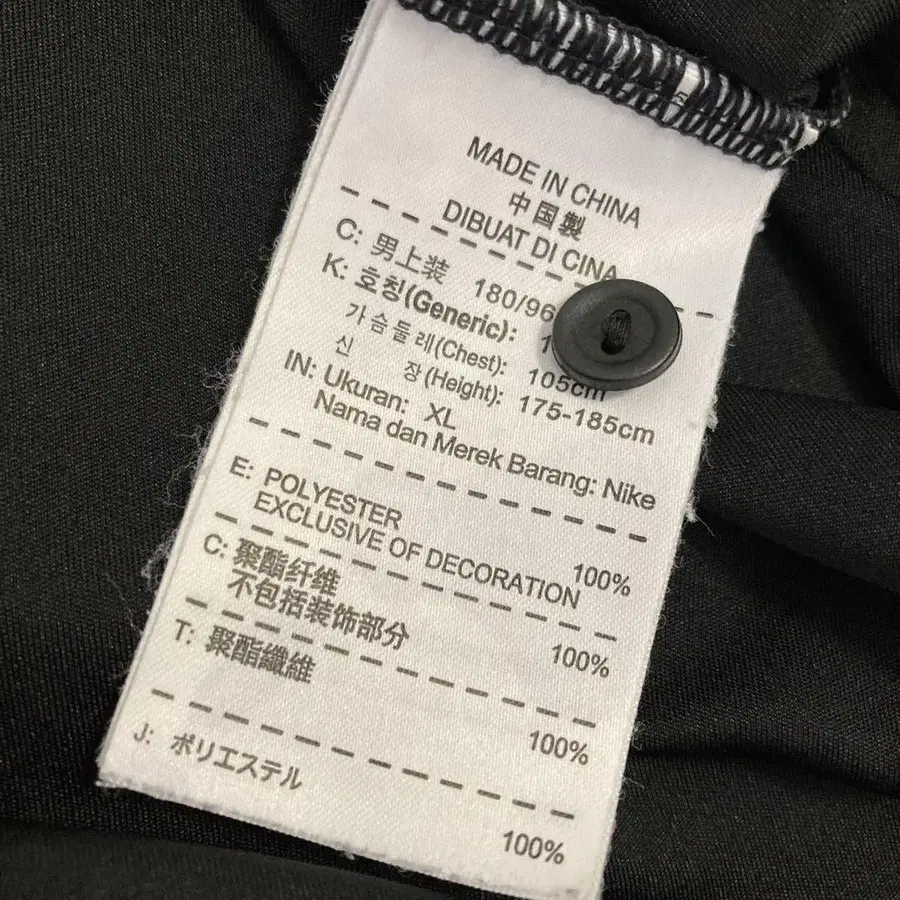 MADE IN CHINA
中国製
DIBUAT DI CINA
C: 男上装 180/96
K: 호칭(Generic):
가슴둘레(Chest): 105cm
신 장(Height): 175-185cm
IN: Ukuran: XL
Nama dan Merek Barang: Nike
E: POLYESTER 100%
EXCLUSIVE OF DECORATION
C: 聚酯纤维 100%
不包括装饰部分
T: 聚酯纖維 100%
J: ポリエステル 100%